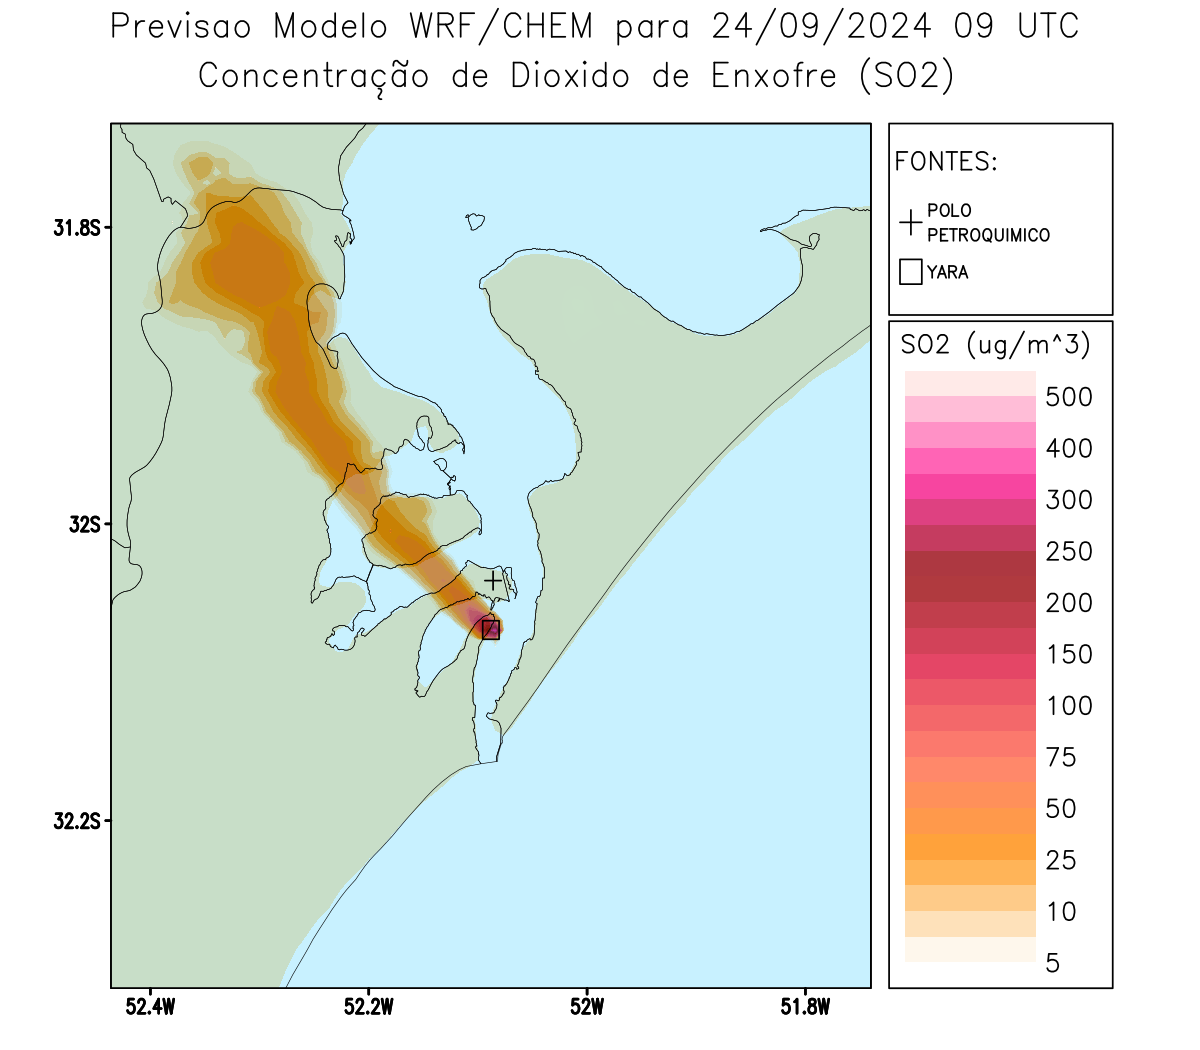 Previsao Modelo WRF/CHEM para 24/09/2024 09 UTC
Concentração de Dioxido de Enxofre (SO2)
FONTES:
POLO
PETROQUIMICO
YARA
SO2 (ug/m^3)
500
400
300
250
200
150
100
75
50
25
10
5
31.8S
32S
32.2S
52.4W
52.2W
52W
51.8W